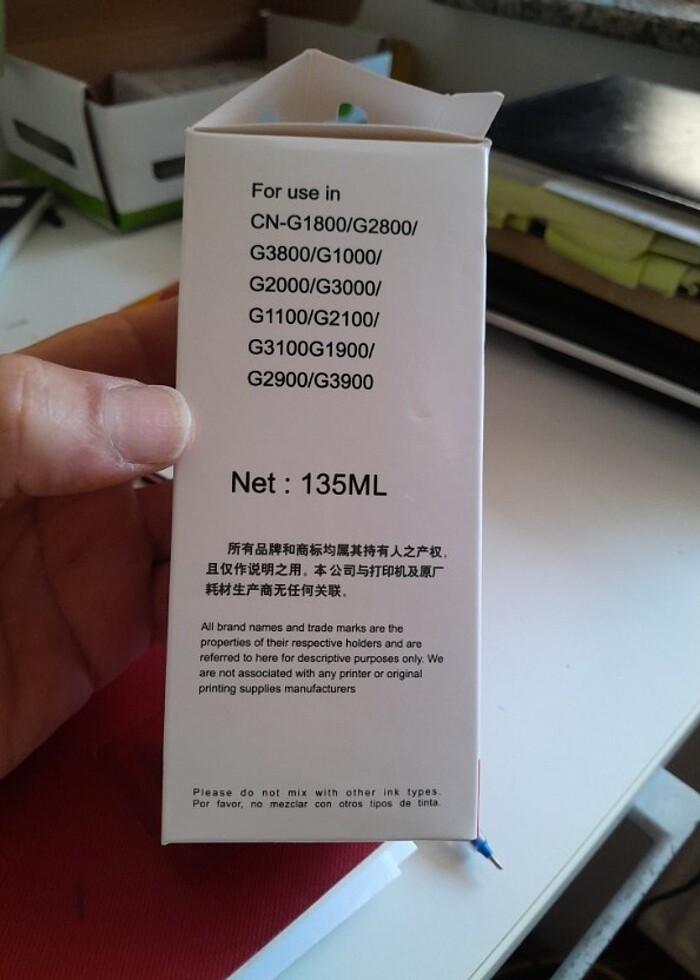 For use in
CN-G1800/G2800/
G3800/G1000/
G2000/G3000/
G1100/G2100/
G3100G1900/
G2900/G3900
Net : 135ML
所有品牌和商标均属其持有人之产权，
且仅作说明之用。本公司与打印机及原厂
耗材生产商无任何关联。
All brand names and trade marks are the
properties of their respective holders and are
referred to here for descriptive purposes only. We
are not associated with any printer or original
printing supplies manufacturers
Please do not mix with other ink types.
Por favor, no mezclar con otros tipos de tinta.